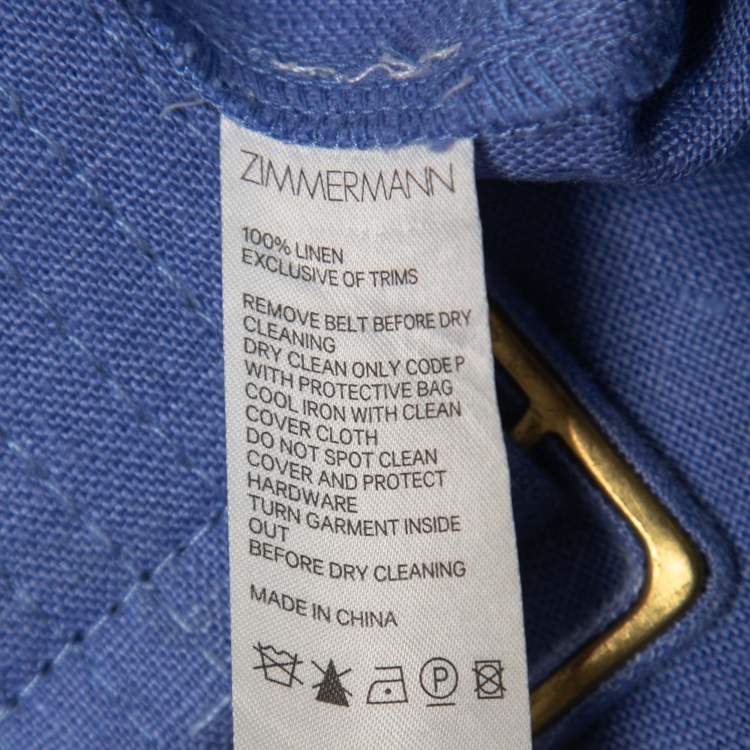 ZIMMERMANN
100% LINEN
EXCLUSIVE OF TRIMS
REMOVE BELT BEFORE DRY
CLEANING
DRY CLEAN ONLY CODE P
WITH PROTECTIVE BAG
COOL IRON WITH CLEAN
COVER CLOTH
DO NOT SPOT CLEAN
COVER AND PROTECT
HARDWARE
TURN GARMENT INSIDE
OUT
BEFORE DRY CLEANING
MADE IN CHINA
P